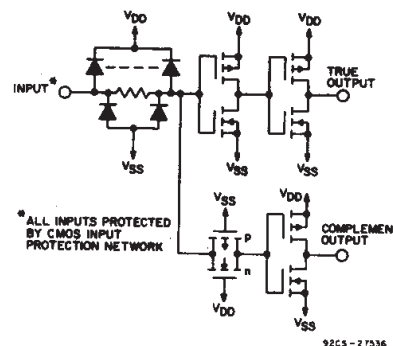 VDD
VDD
VDD
INPUT*
TRUE
OUTPUT
VSS
VSS
VSS
*ALL INPUTS PROTECTED
BY CMOS INPUT
PROTECTION NETWORK
VSS
p
n
VDD
VDD
COMPLEMEN
OUTPUT
VSS
92CS-27536